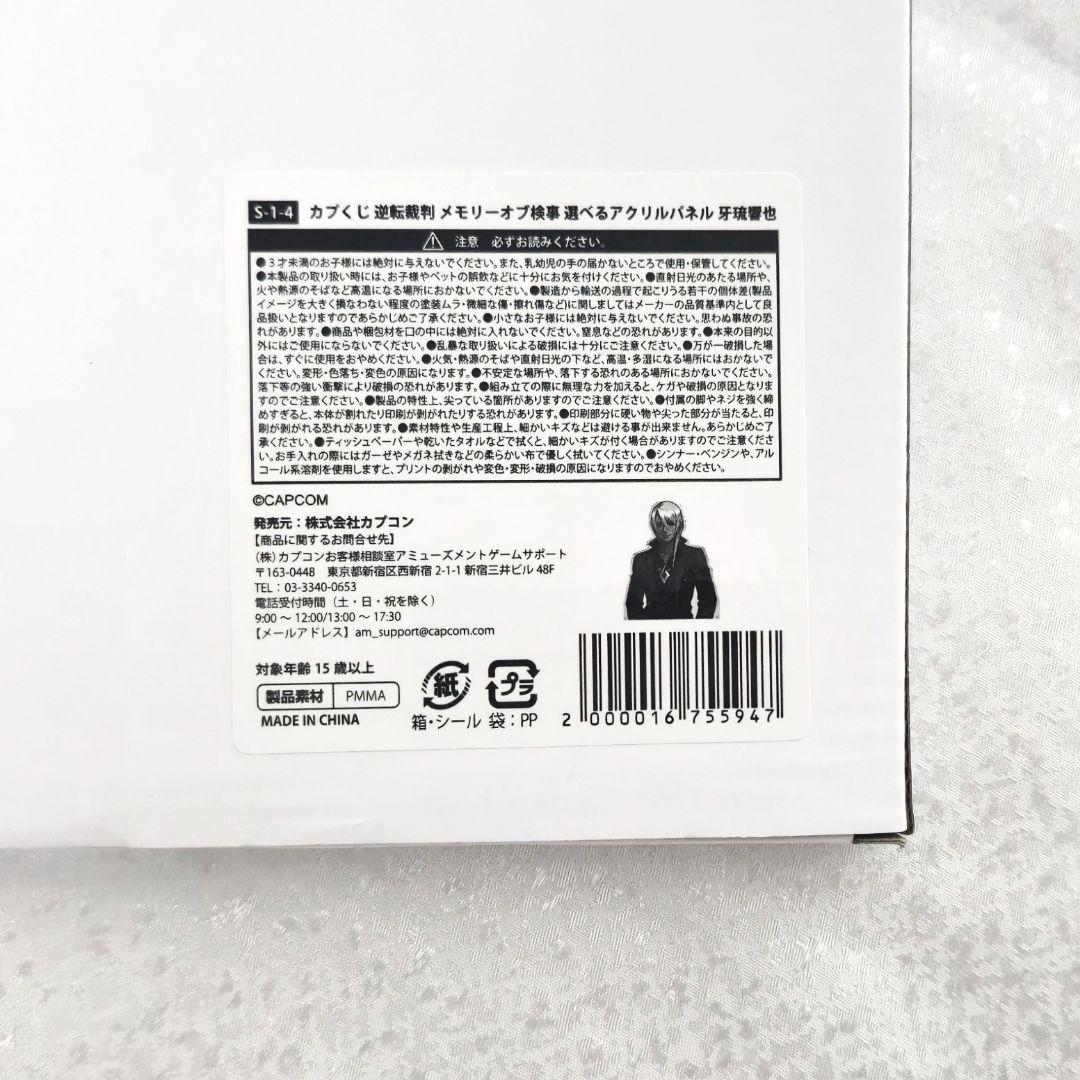 S-1-4 カプくじ 逆転裁判 メモリーオブ検事 選べるアクリルパネル 牙琉響也
注意 必ずお読みください。
●3才未満のお子様には絶対に与えないでください。また、乳幼児の手の届かないところで使用・保管してください。
●本製品の取り扱い時には、お子様やペットの誤飲などに十分にお気を付けください。●直射日光のあたる場所や、
火や熱源のそばなど高温になる場所におかないでください。●製造から輸送の過程で起こりうる若干の個体差(製品
イメージを大きく損なわない程度の塗装ムラ・微細な傷・擦れ傷など)に関しましてはメーカーの品質基準内として良
品扱いとなりますのであらかじめご了承ください。●小さなお子様には絶対に与えないでください。思わぬ事故の恐
れがあります。●商品や梱包材を口の中には絶対に入れないでください。窒息などの恐れがあります。●本来の目的以
外にはご使用にならないでください。●乱暴な取り扱いによる破損には十分にご注意ください。●万が一破損した場
合は、すぐに使用をおやめください。●火気・熱源のそばや直射日光の下など、高温・多湿になる場所にはおかないで
ください。変形・色落ち・変色の原因になります。●不安定な場所や、落下する恐れのある場所におかないでください。
落下等の強い衝撃により破損の恐れがあります。●組み立ての際に無理な力を加えると、ケガや破損の原因となりま
すのでご注意ください。●製品の特性上、尖っている箇所がありますのでご注意ください。●付属の脚やネジを強く締
めすぎると、本体が割れたり印刷が剥がれたりする恐れがあります。●印刷部分に硬い物や尖った部分が当たると、印
刷が剥がれる恐れがあります。●素材特性や生産工程上、細かいキズなどは避ける事が出来ません。あらかじめご了
承ください。●ティッシュペーパーや乾いたタオルなどで拭くと、細かいキズが付く場合がありますのでご注意くださ
い。お手入れの際にはガーゼやメガネ拭きなどの柔らかい布で優しく拭いてください。●シンナー・ベンジンや、アル
コール系溶剤を使用しますと、プリントの剥がれや変色・変形・破損の原因になりますのでおやめください。
©CAPCOM
発売元：株式会社カプコン
【商品に関するお問合せ先】
（株）カプコンお客様相談室アミューズメントゲームサポート
〒163-0448 東京都新宿区西新宿 2-1-1 新宿三井ビル 48F
TEL：03-3340-0653
電話受付時間（土・日・祝を除く）
9:00 ～ 12:00/13:00 ～ 17:30
【メールアドレス】am_support@capcom.com
対象年齢 15 歳以上
製品素材 PMMA
MADE IN CHINA
紙
箱・シール
プラ
袋：PP
2 000016 755947